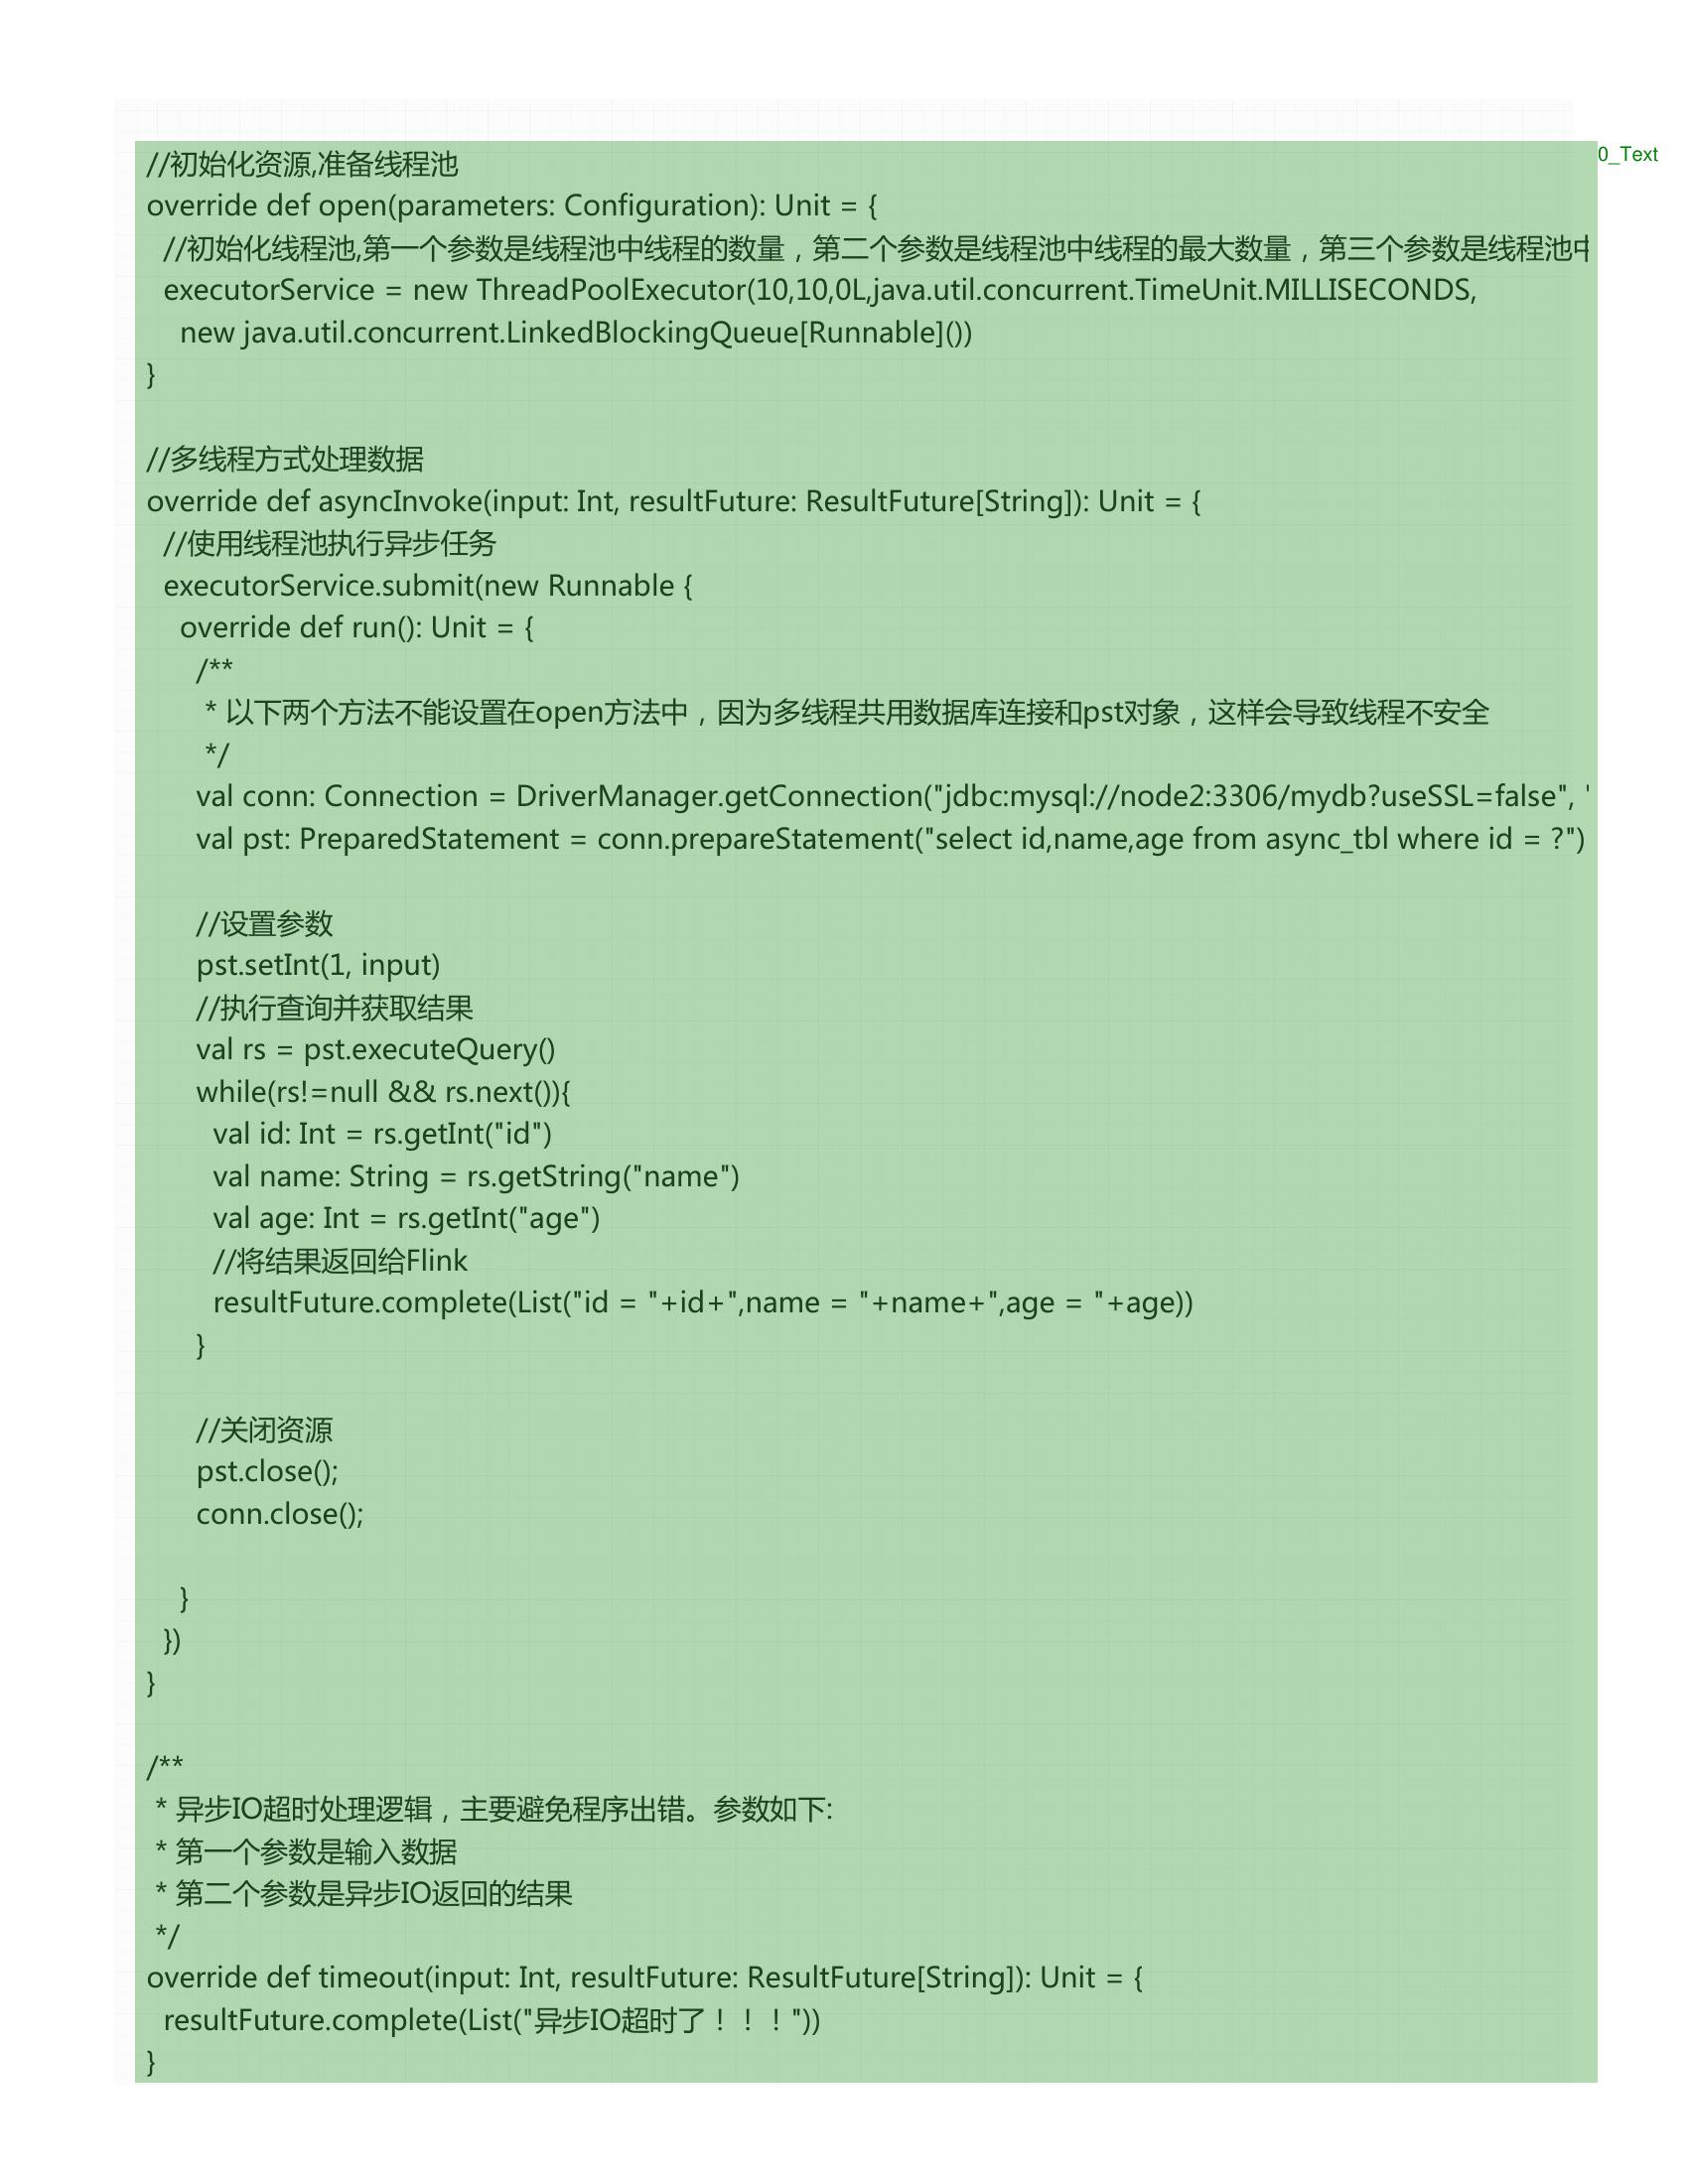 //初始化资源,准备线程池
0_Text
override def open(parameters: Configuration): Unit = {
  //初始化线程池,第一个参数是线程池中线程的数量，第二个参数是线程池中线程的最大数量，第三个参数是线程池中
  executorService = new ThreadPoolExecutor(10,10,0L,java.util.concurrent.TimeUnit.MILLISECONDS,
    new java.util.concurrent.LinkedBlockingQueue[Runnable]())
}
//多线程方式处理数据
override def asyncInvoke(input: Int, resultFuture: ResultFuture[String]): Unit = {
  //使用线程池执行异步任务
  executorService.submit(new Runnable {
    override def run(): Unit = {
      /**
       * 以下两个方法不能设置在open方法中，因为多线程共用数据库连接和pst对象，这样会导致线程不安全
       */
      val conn: Connection = DriverManager.getConnection("jdbc:mysql://node2:3306/mydb?useSSL=false", "
      val pst: PreparedStatement = conn.prepareStatement("select id,name,age from async_tbl where id = ?")
      //设置参数
      pst.setInt(1, input)
      //执行查询并获取结果
      val rs = pst.executeQuery()
      while(rs!=null && rs.next()){
        val id: Int = rs.getInt("id")
        val name: String = rs.getString("name")
        val age: Int = rs.getInt("age")
        //将结果返回给Flink
        resultFuture.complete(List("id = "+id+",name = "+name+",age = "+age))
      }
      //关闭资源
      pst.close();
      conn.close();
    }
  })
}
/**
 * 异步IO超时处理逻辑，主要避免程序出错。参数如下:
 * 第一个参数是输入数据
 * 第二个参数是异步IO返回的结果
 */
override def timeout(input: Int, resultFuture: ResultFuture[String]): Unit = {
  resultFuture.complete(List("异步IO超时了！！！"))
}